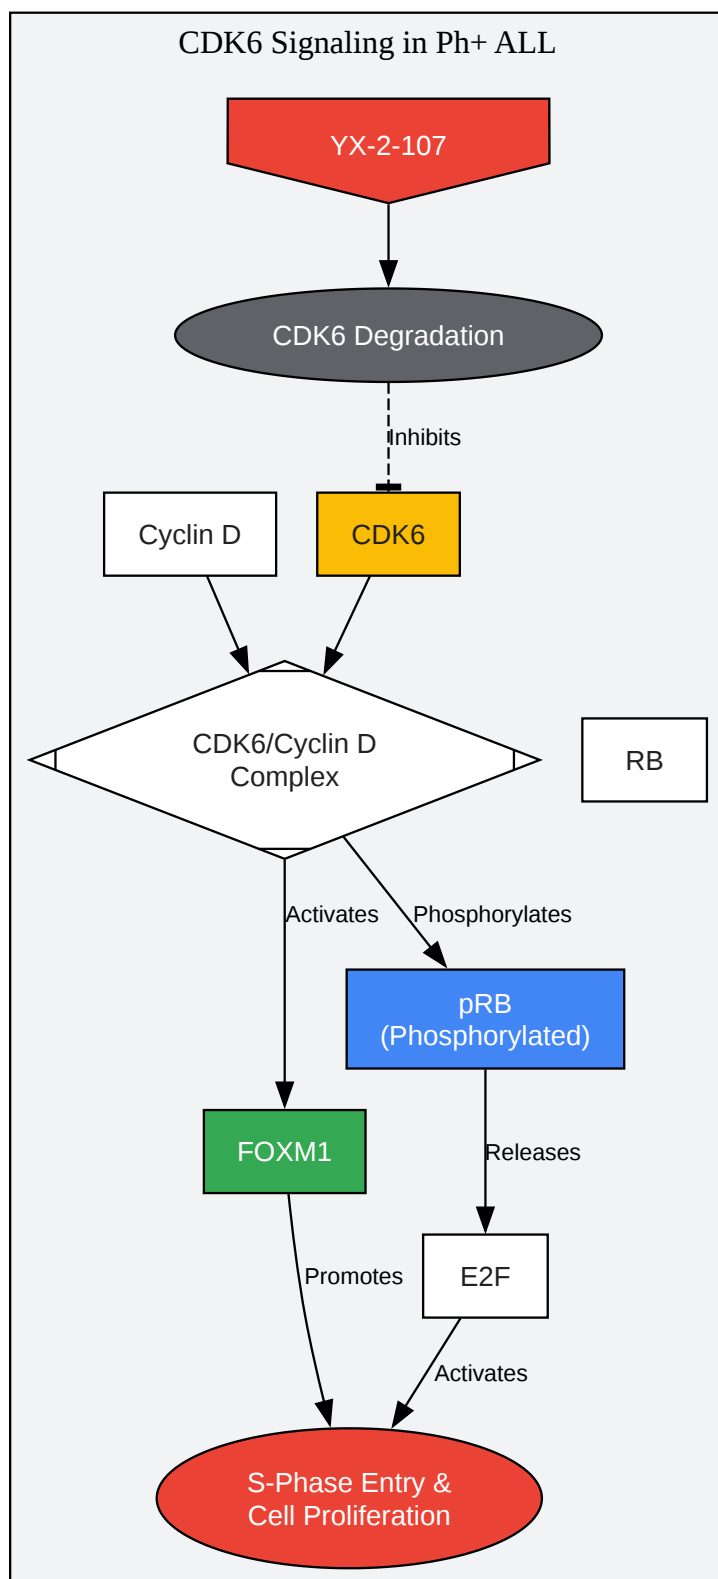 CDK6 Signaling in Ph+ ALL
YX-2-107
CDK6 Degradation
Inhibits
Cyclin D
CDK6
CDK6/Cyclin D
Complex
RB
Activates
Phosphorylates
pRB
(Phosphorylated)
FOXM1
Releases
Promotes
E2F
Activates
S-Phase Entry &
Cell Proliferation